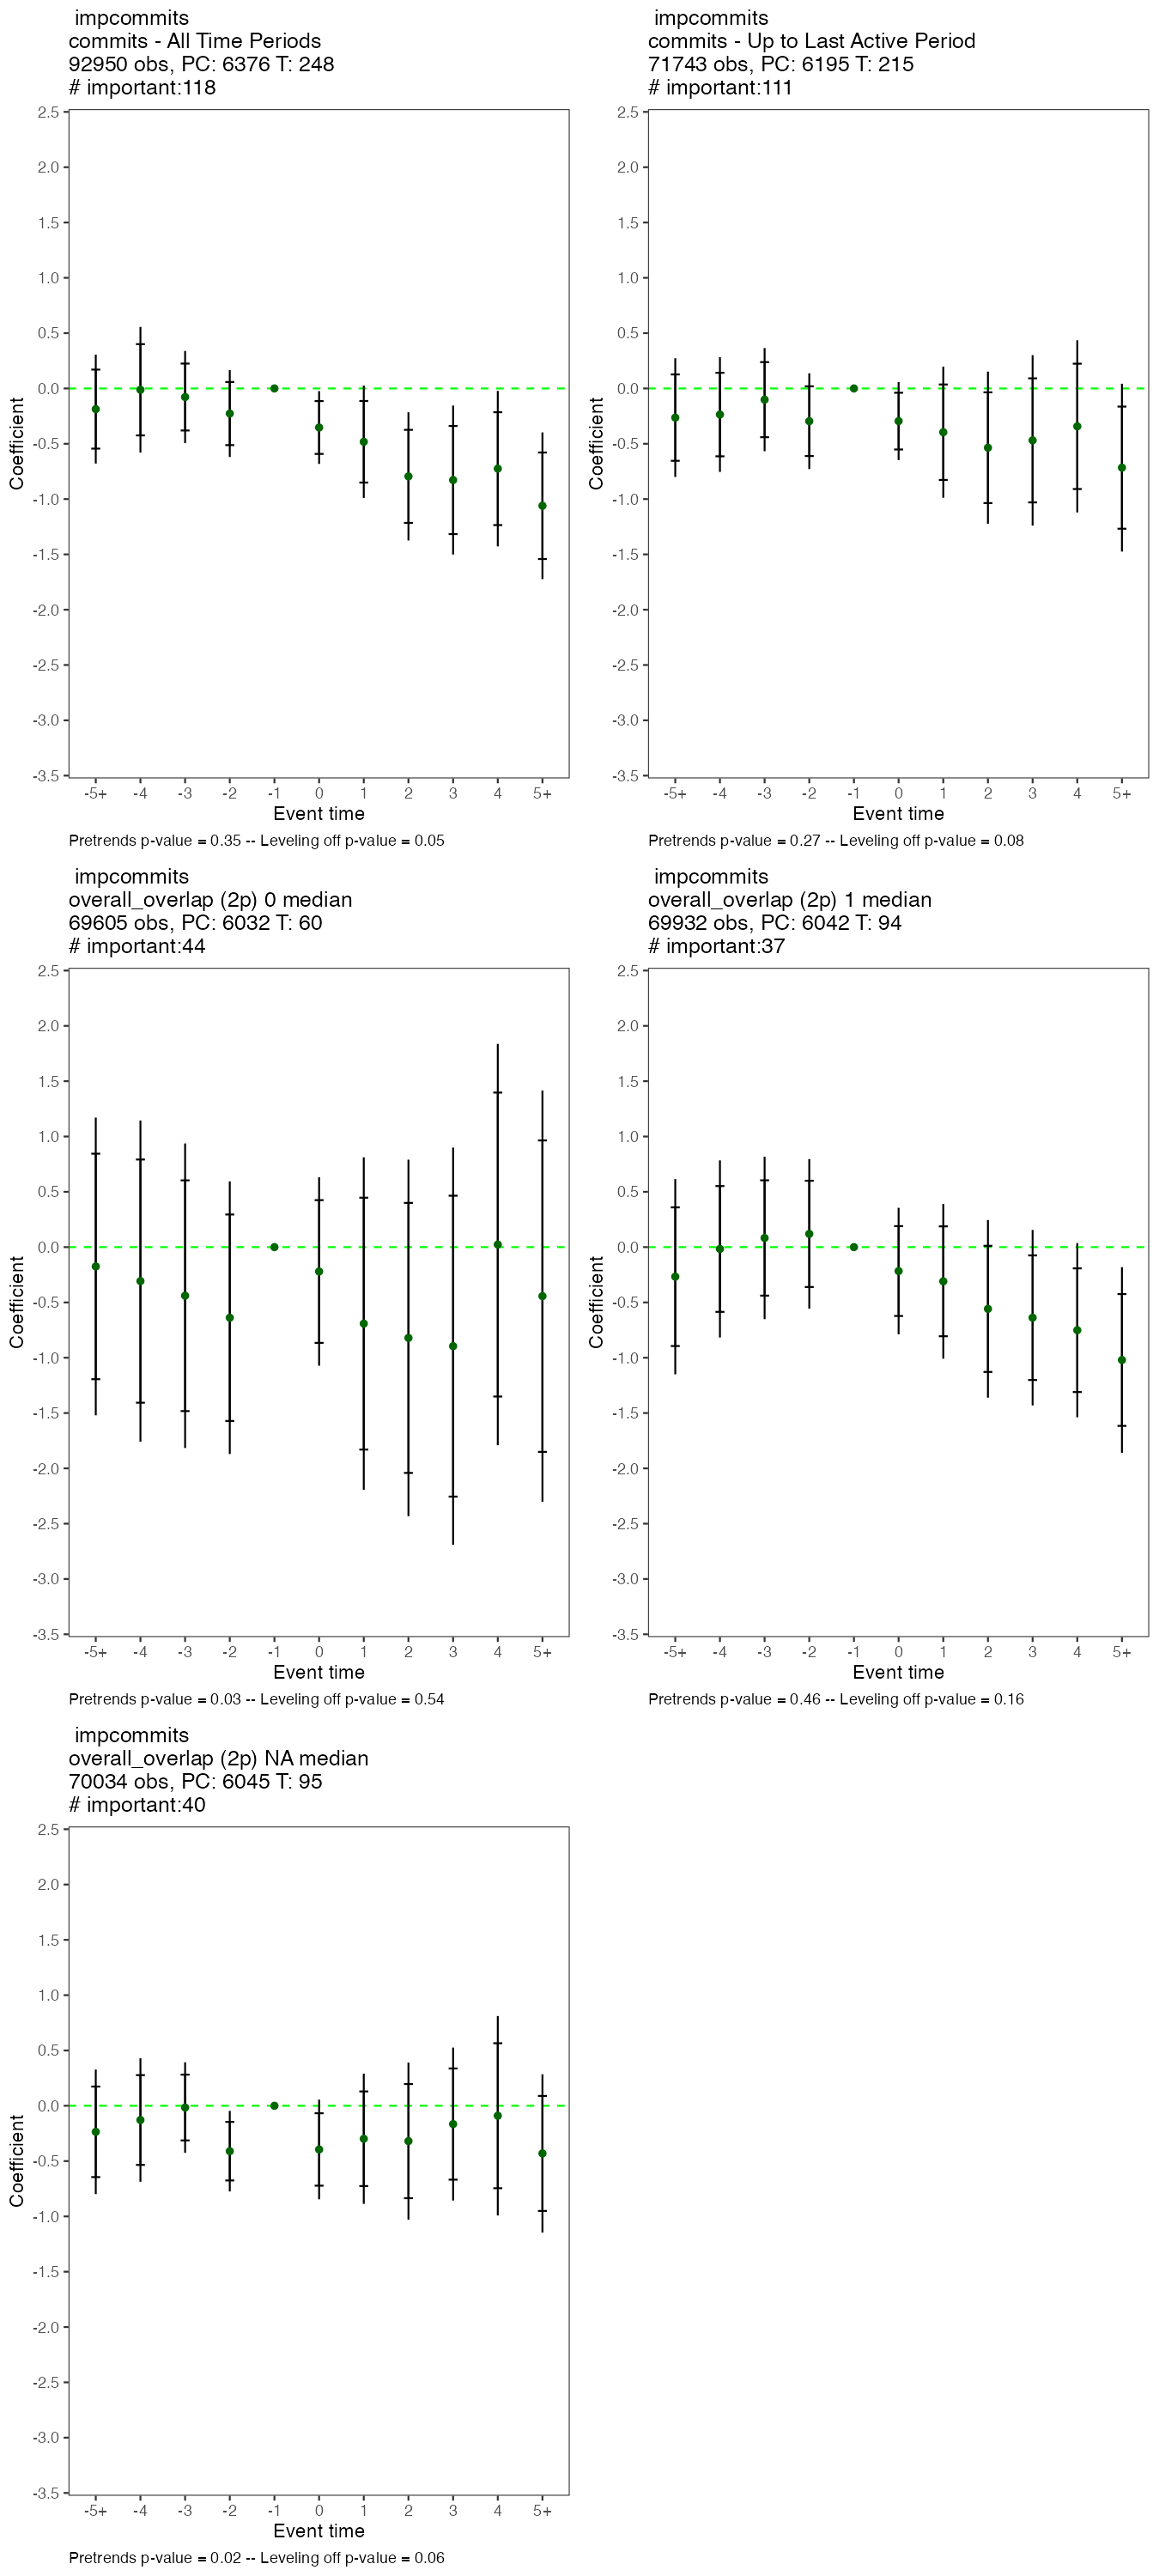 impcommits
commits - All Time Periods
92950 obs, PC: 6376 T: 248
# important:118
2.5
2.0
1.5
1.0
0.5
0.0
-0.5
-1.0
-1.5
-2.0
-2.5
-3.0
-3.5
Coefficient
-5+ -4 -3 -2 -1 0 1 2 3 4 5+
Event time
Pretrends p-value = 0.35 -- Leveling off p-value = 0.05
impcommits
commits - Up to Last Active Period
71743 obs, PC: 6195 T: 215
# important:111
2.5
2.0
1.5
1.0
0.5
0.0
-0.5
-1.0
-1.5
-2.0
-2.5
-3.0
-3.5
Coefficient
-5+ -4 -3 -2 -1 0 1 2 3 4 5+
Event time
Pretrends p-value = 0.27 -- Leveling off p-value = 0.08
impcommits
overall_overlap (2p) 0 median
69605 obs, PC: 6032 T: 60
# important:44
2.5
2.0
1.5
1.0
0.5
0.0
-0.5
-1.0
-1.5
-2.0
-2.5
-3.0
-3.5
Coefficient
-5+ -4 -3 -2 -1 0 1 2 3 4 5+
Event time
Pretrends p-value = 0.03 -- Leveling off p-value = 0.54
impcommits
overall_overlap (2p) 1 median
69932 obs, PC: 6042 T: 94
# important:37
2.5
2.0
1.5
1.0
0.5
0.0
-0.5
-1.0
-1.5
-2.0
-2.5
-3.0
-3.5
Coefficient
-5+ -4 -3 -2 -1 0 1 2 3 4 5+
Event time
Pretrends p-value = 0.46 -- Leveling off p-value = 0.16
impcommits
overall_overlap (2p) NA median
70034 obs, PC: 6045 T: 95
# important:40
2.5
2.0
1.5
1.0
0.5
0.0
-0.5
-1.0
-1.5
-2.0
-2.5
-3.0
-3.5
Coefficient
-5+ -4 -3 -2 -1 0 1 2 3 4 5+
Event time
Pretrends p-value = 0.02 -- Leveling off p-value = 0.06